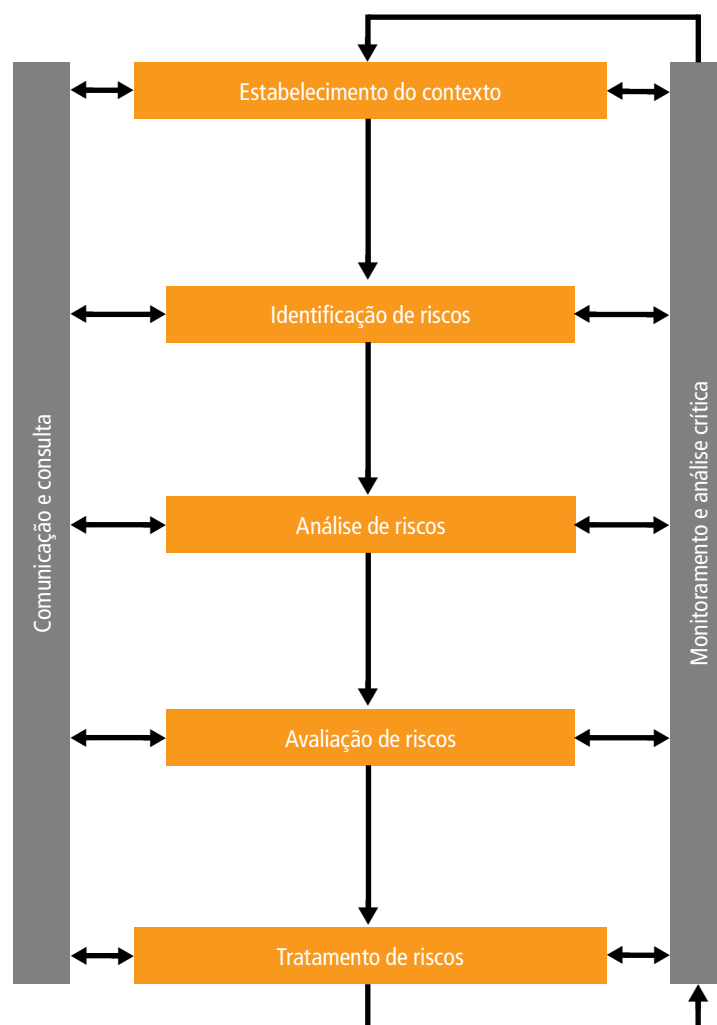 Estabelecimento do contexto
Identificação de riscos
Análise de riscos
Avaliação de riscos
Tratamento de riscos
Comunicação e consulta
Monitoramento e análise crítica